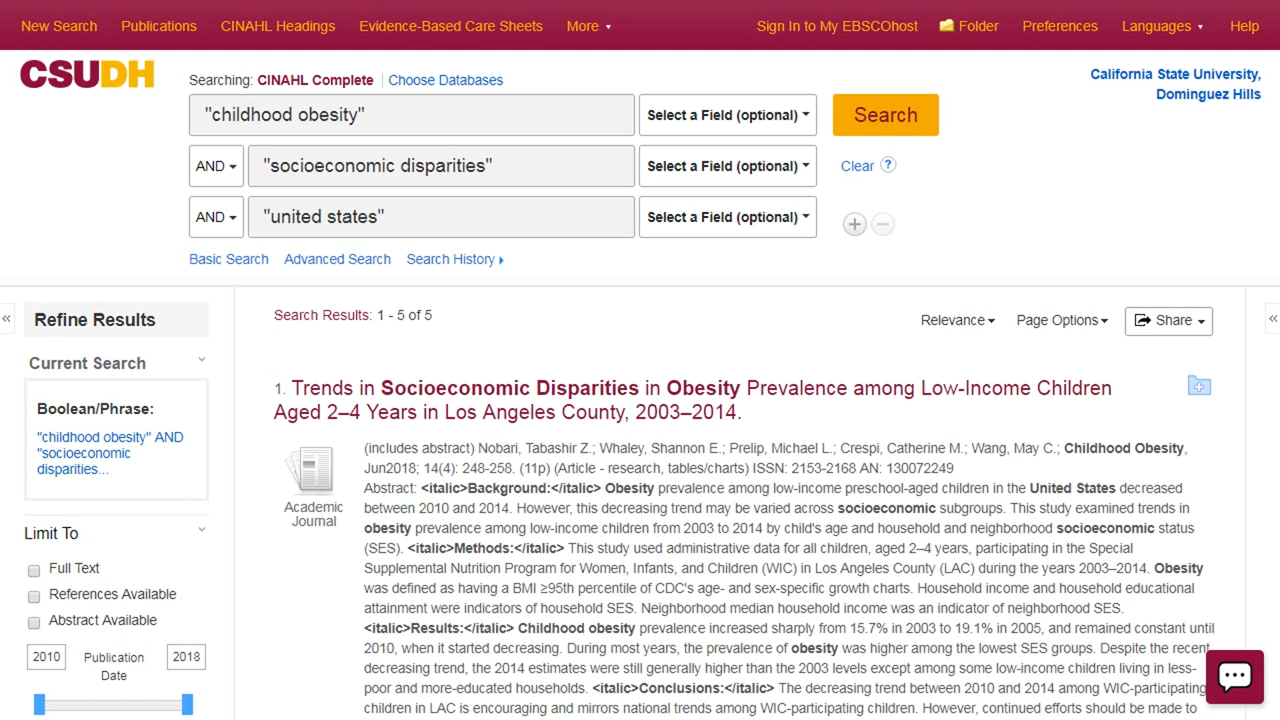 New Search Publications CINAHL Headings Evidence-Based Care Sheets More Sign In to My EBSCOhost Folder Preferences Languages Help
CSUDH
Searching: CINAHL Complete Choose Databases
California State University,
Dominguez Hills
"childhood obesity" Select a Field (optional) Search
AND "socioeconomic disparities" Select a Field (optional) Clear ?
AND "united states" Select a Field (optional) + −
Basic Search Advanced Search Search History
«
Refine Results
Current Search
Boolean/Phrase:
"childhood obesity" AND
"socioeconomic
disparities...
Limit To
Full Text
References Available
Abstract Available
2010 Publication 2018
Date
Search Results: 1 - 5 of 5
Relevance Page Options Share
«
1. Trends in Socioeconomic Disparities in Obesity Prevalence among Low-Income Children
Aged 2–4 Years in Los Angeles County, 2003–2014.
Academic
Journal
(includes abstract) Nobari, Tabashir Z.; Whaley, Shannon E.; Prelip, Michael L.; Crespi, Catherine M.; Wang, May C.; Childhood Obesity,
Jun2018; 14(4): 248-258. (11p) (Article - research, tables/charts) ISSN: 2153-2168 AN: 130072249
Abstract: <italic>Background:</italic> Obesity prevalence among low-income preschool-aged children in the United States decreased
between 2010 and 2014. However, this decreasing trend may be varied across socioeconomic subgroups. This study examined trends in
obesity prevalence among low-income children from 2003 to 2014 by child's age and household and neighborhood socioeconomic status
(SES). <italic>Methods:</italic> This study used administrative data for all children, aged 2–4 years, participating in the Special
Supplemental Nutrition Program for Women, Infants, and Children (WIC) in Los Angeles County (LAC) during the years 2003–2014. Obesity
was defined as having a BMI ≥95th percentile of CDC's age- and sex-specific growth charts. Household income and household educational
attainment were indicators of household SES. Neighborhood median household income was an indicator of neighborhood SES.
<italic>Results:</italic> Childhood obesity prevalence increased sharply from 15.7% in 2003 to 19.1% in 2005, and remained constant until
2010, when it started decreasing. During most years, the prevalence of obesity was higher among the lowest SES groups. Despite the recent
decreasing trend, the 2014 estimates were still generally higher than the 2003 levels except among some low-income children living in less-
poor and more-educated households. <italic>Conclusions:</italic> The decreasing trend between 2010 and 2014 among WIC-participating
children in LAC is encouraging and mirrors national trends among WIC-participating children. However, continued efforts should be made to